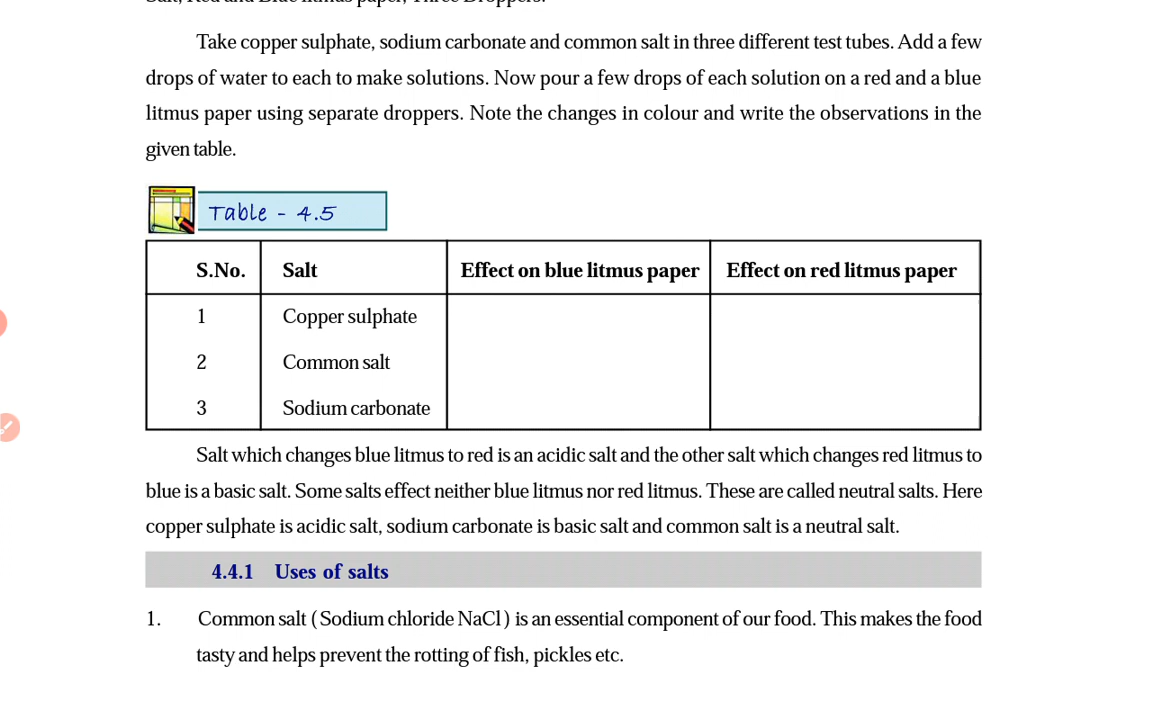 Salt, Red and Blue litmus paper, Three Droppers.
Take copper sulphate, sodium carbonate and common salt in three different test tubes. Add a few
drops of water to each to make solutions. Now pour a few drops of each solution on a red and a blue
litmus paper using separate droppers. Note the changes in colour and write the observations in the
given table.
Table - 4.5
S.No. Salt Effect on blue litmus paper Effect on red litmus paper
1 Copper sulphate
2 Common salt
3 Sodium carbonate
Salt which changes blue litmus to red is an acidic salt and the other salt which changes red litmus to
blue is a basic salt. Some salts effect neither blue litmus nor red litmus. These are called neutral salts. Here
copper sulphate is acidic salt, sodium carbonate is basic salt and common salt is a neutral salt.
4.4.1 Uses of salts
1. Common salt ( Sodium chloride NaCl ) is an essential component of our food. This makes the food
tasty and helps prevent the rotting of fish, pickles etc.